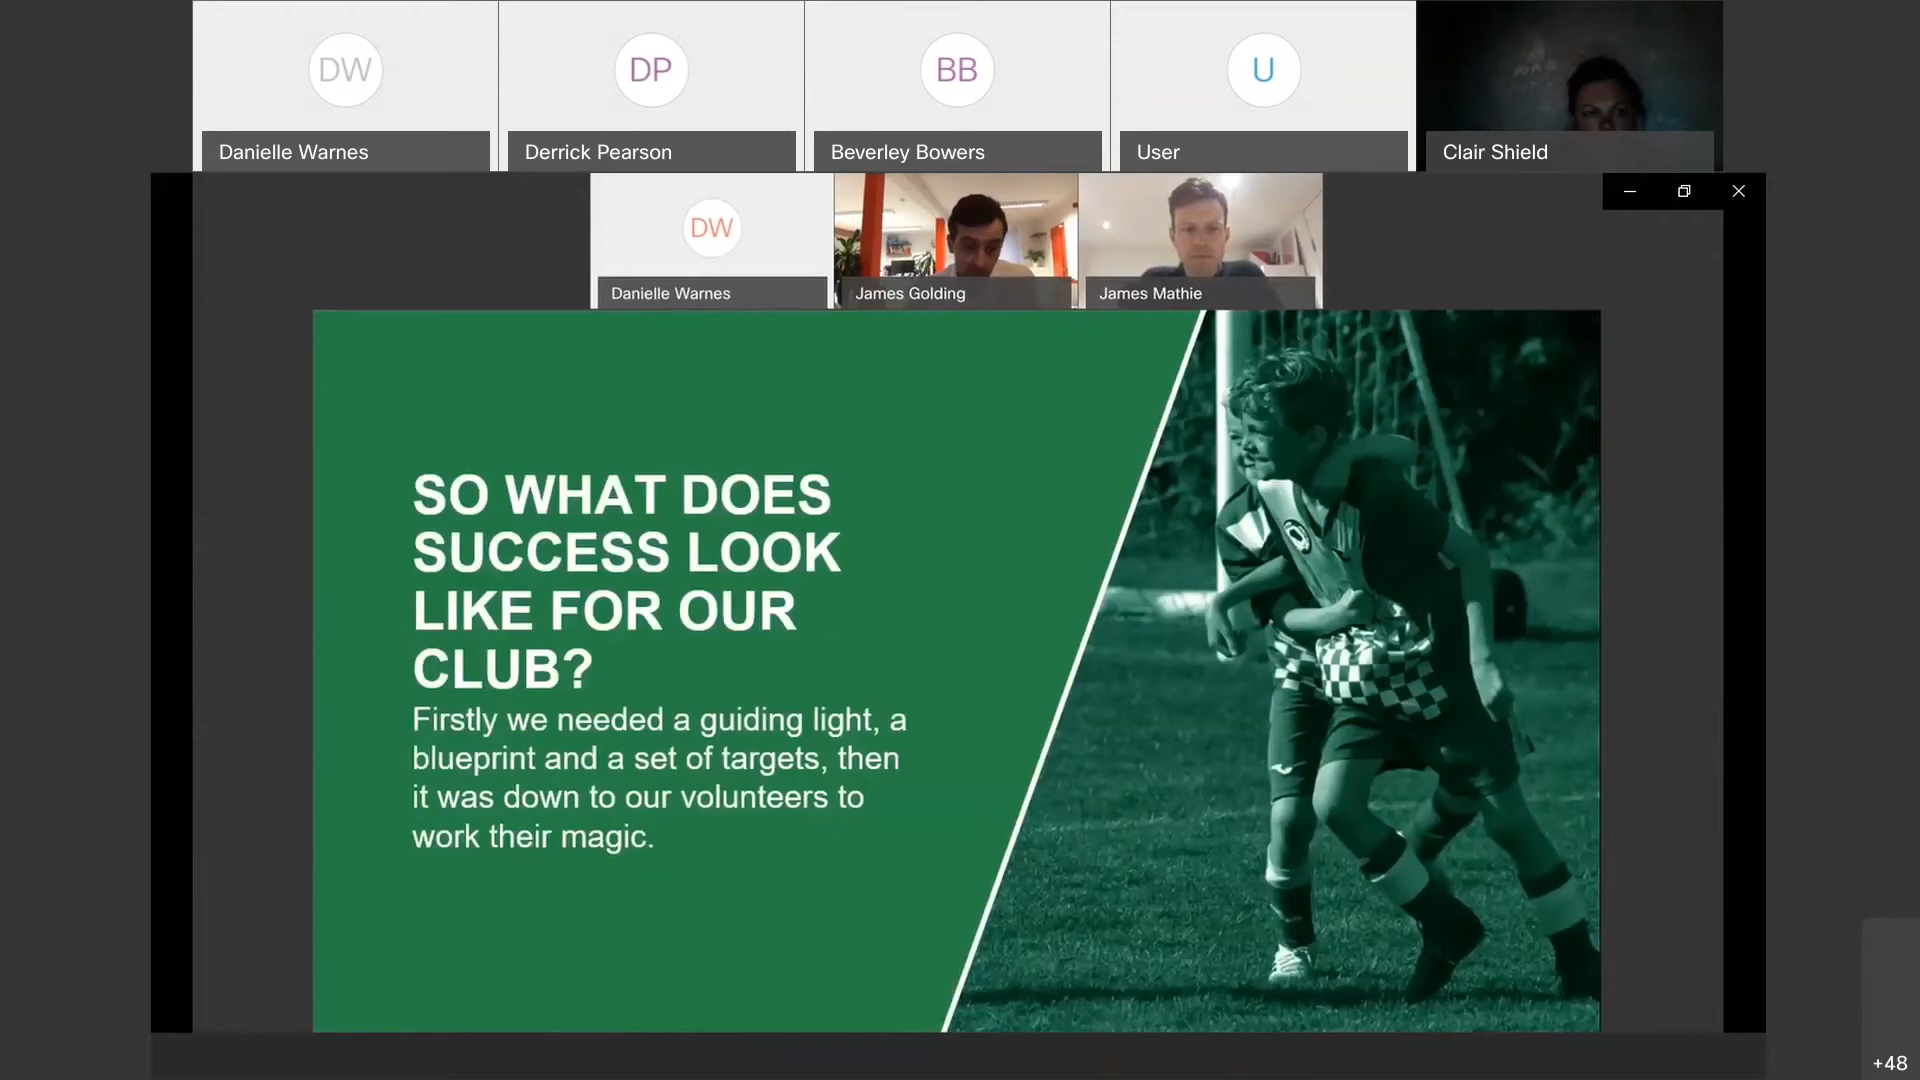 DW
DP
BB
U
Danielle Warnes
Derrick Pearson
Beverley Bowers
User
Clair Shield
DW
Danielle Warnes
James Golding
James Mathie
SO WHAT DOES
SUCCESS LOOK
LIKE FOR OUR
CLUB?
Firstly we needed a guiding light, a
blueprint and a set of targets, then
it was down to our volunteers to
work their magic.
+48